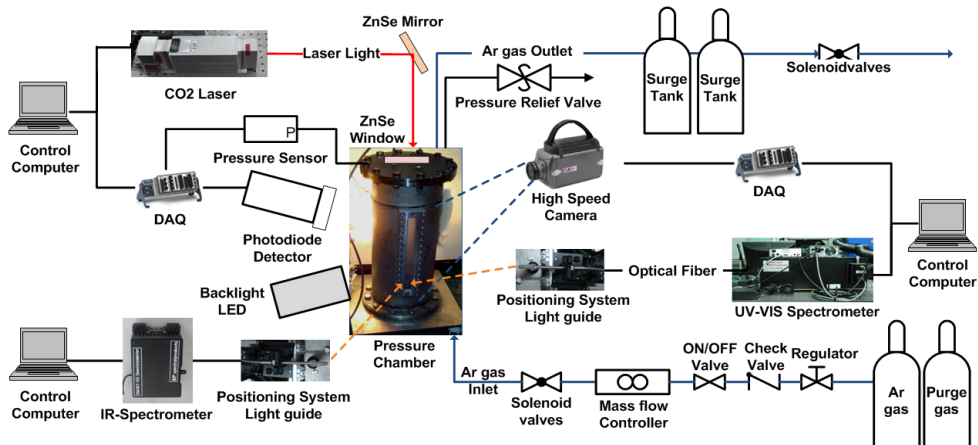 ZnSe Mirror
Laser Light
Ar gas Outlet
CO2 Laser
Surge
Tank
Surge
Tank
Solenoidvalves
Pressure Relief Valve
ZnSe
Window
P
Control
Computer
Pressure Sensor
DAQ
High Speed
Camera
DAQ
DAQ
Photodiode
Detector
Control
Computer
Backlight
LED
Optical Fiber
Positioning System
Light guide
UV-VIS Spectrometer
Pressure
Chamber
Control
Computer
IR-Spectrometer
Positioning System
Light guide
Ar gas
Inlet
Solenoid
valves
Mass flow
Controller
ON/OFF
Valve
Check
Valve
Regulator
Ar
gas
Purge
gas